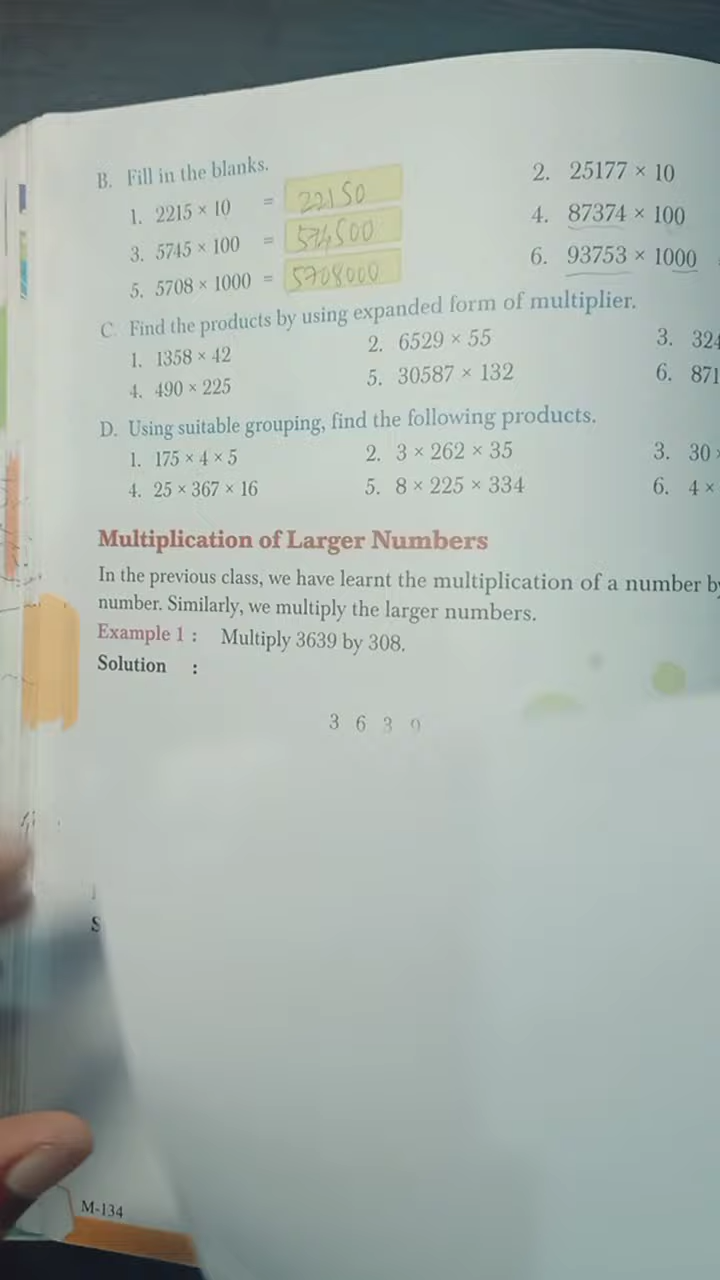 B. Fill in the blanks.
1. 2215 × 10 = 22150
2. 25177 × 10
3. 5745 × 100 = 574500
4. 87374 × 100
5. 5708 × 1000 = 5708000
6. 93753 × 1000
C. Find the products by using expanded form of multiplier.
1. 1358 × 42 2. 6529 × 55 3. 324
4. 490 × 225 5. 30587 × 132 6. 871
D. Using suitable grouping, find the following products.
1. 175 × 4 × 5 2. 3 × 262 × 35 3. 30 ×
4. 25 × 367 × 16 5. 8 × 225 × 334 6. 4 ×
Multiplication of Larger Numbers
In the previous class, we have learnt the multiplication of a number by
number. Similarly, we multiply the larger numbers.
Example 1 : Multiply 3639 by 308.
Solution :
3 6 3 9
S
M-134